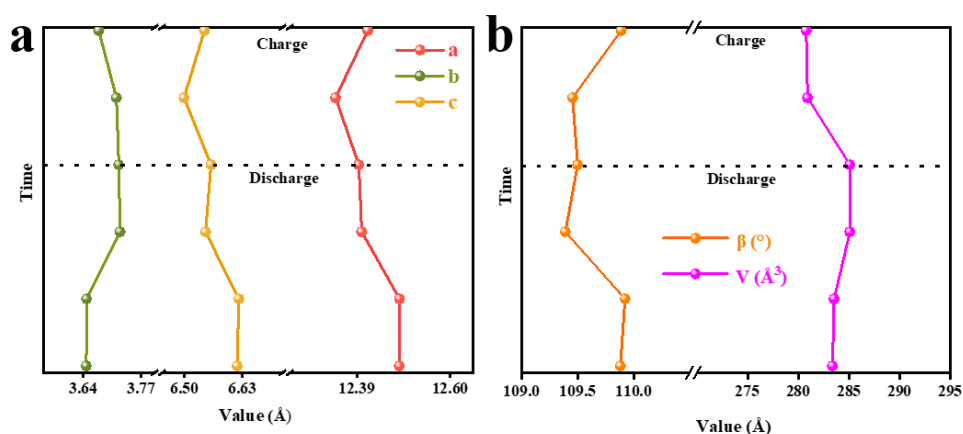 a
Charge
a
b
c
Discharge
Time
3.64 3.77 6.50 6.63 12.39 12.60
Value (Å)
b
Charge
Discharge
β (°)
V (Å³)
Time
109.0 109.5 110.0 275 280 285 290 295
Value (Å)